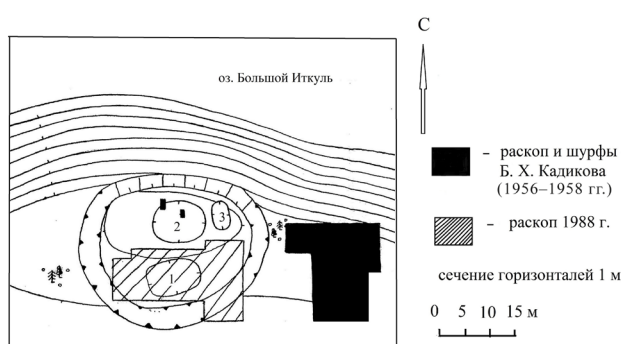 С
оз. Большой Иткуль
– раскоп и шурфы
Б. Х. Кадикова
(1956–1958 гг.)
2
3
– раскоп 1988 г.
1
сечение горизонталей 1 м
0 5 10 15 м